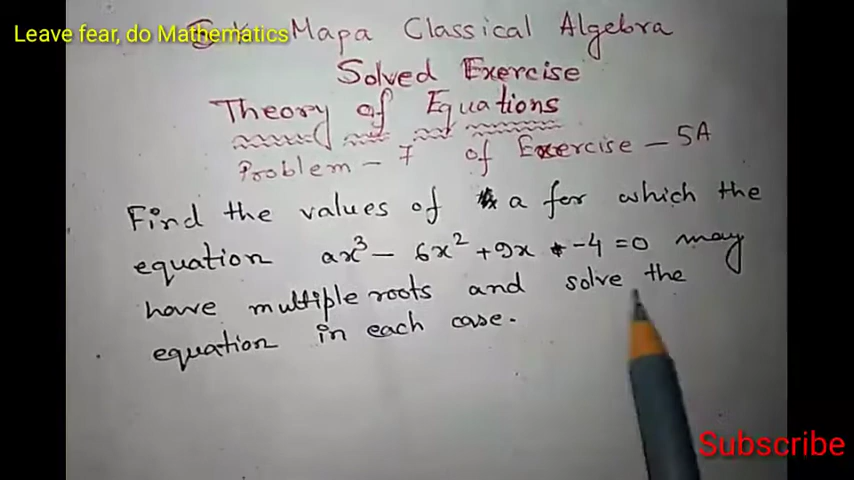 Leave fear, do Mathematics
Mapa Classical Algebra
Solved Exercise
Theory of Equations
Problem - 7 of Exercise - 5A
Find the values of a for which the
equation ax³ - 6x² + 9x - 4 = 0 may
have multiple roots and solve the
equation in each case.
Subscribe